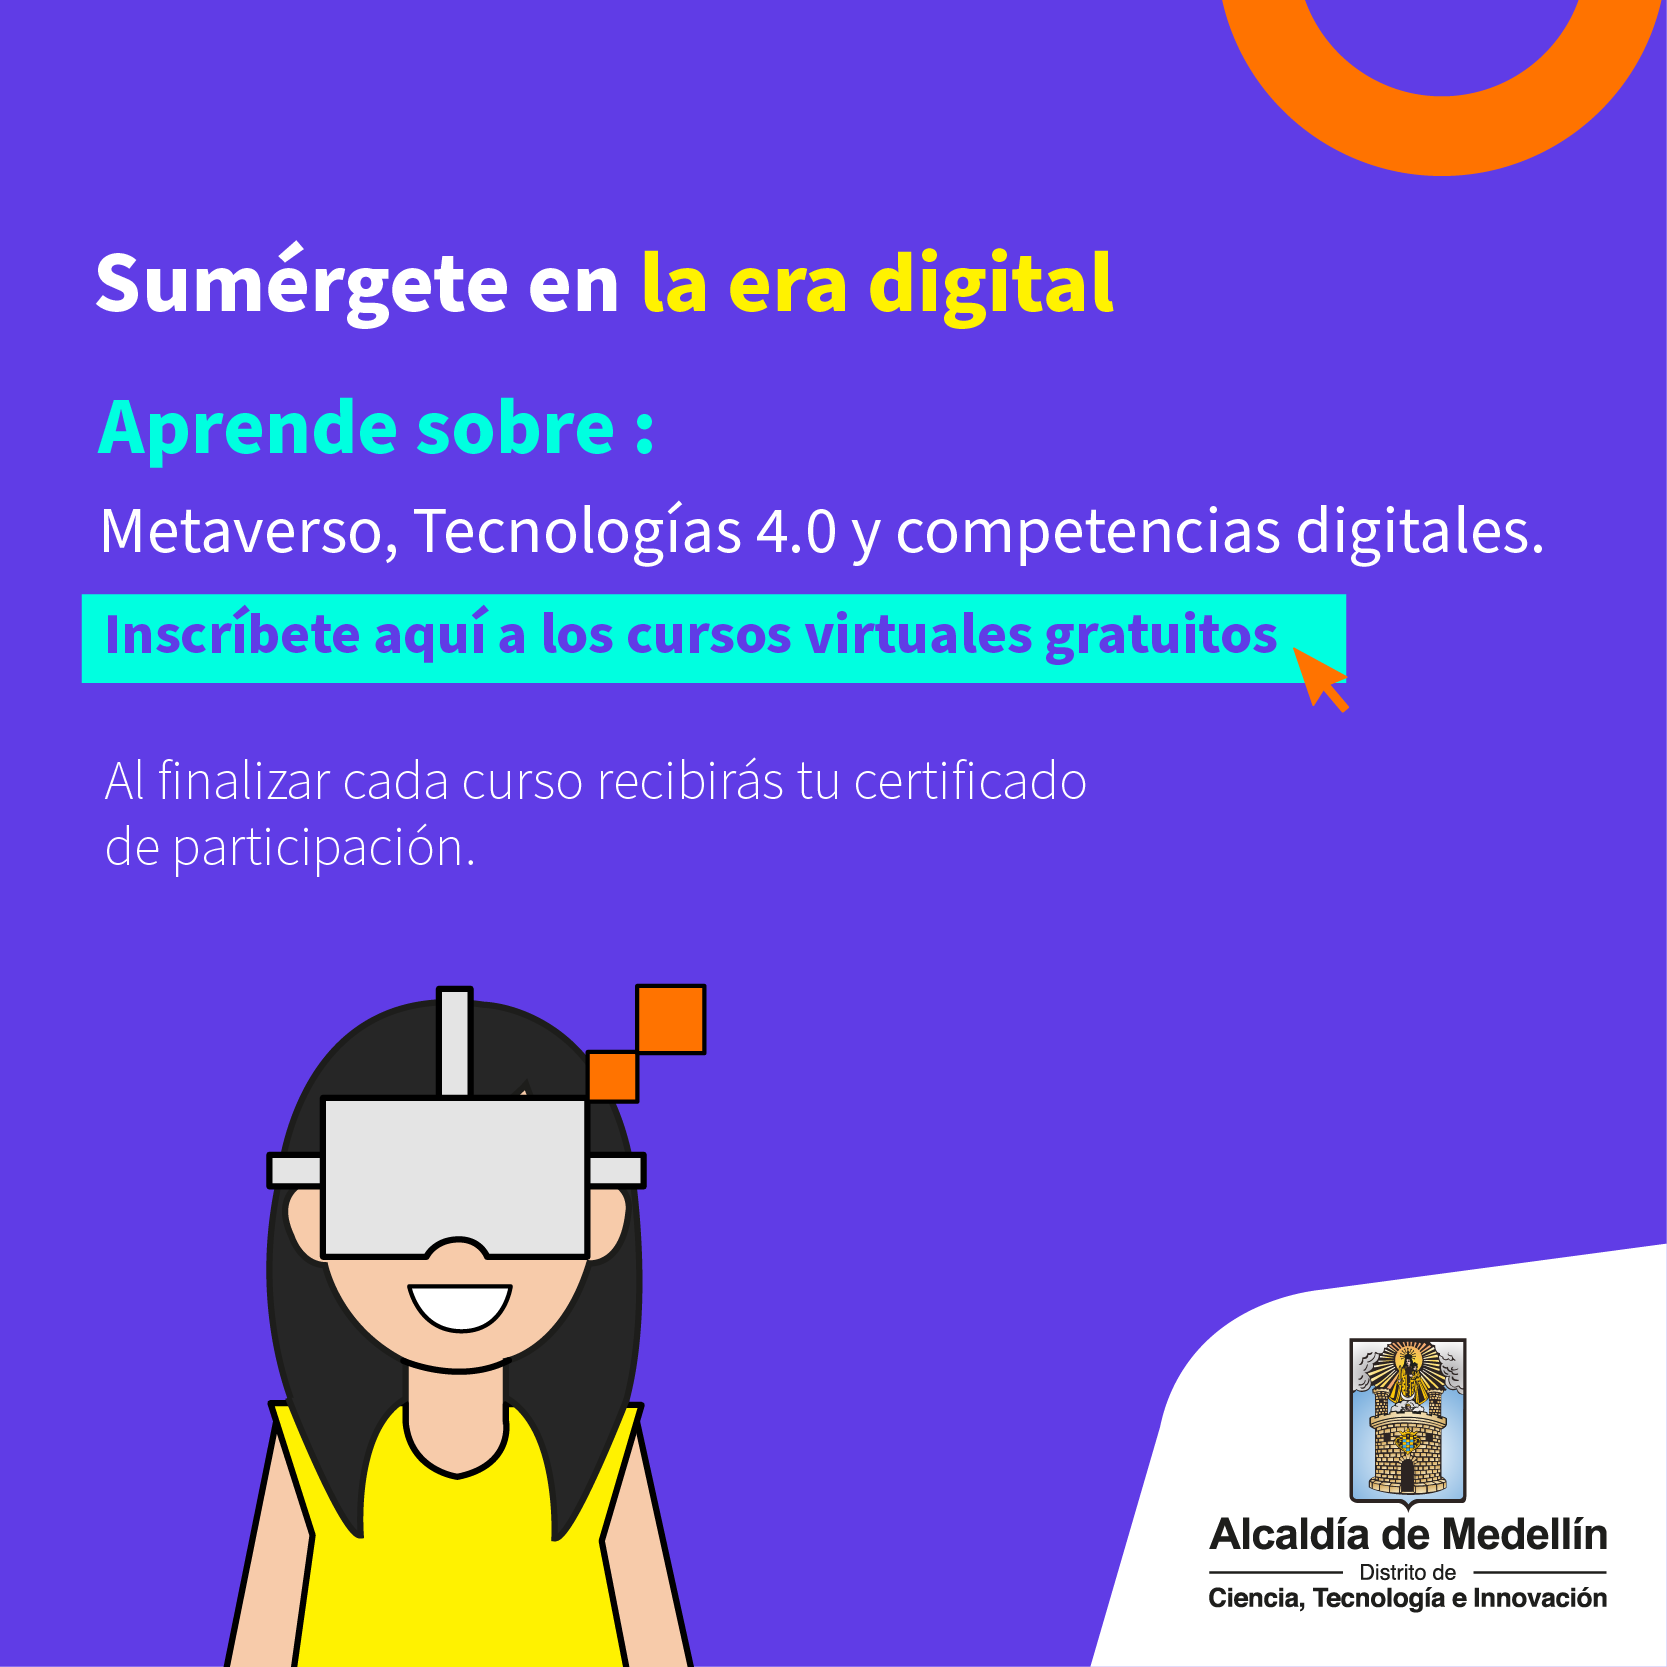 Sumérgete en la era digital
Aprende sobre :
Metaverso, Tecnologías 4.0 y competencias digitales.
Inscríbete aquí a los cursos virtuales gratuitos
Al finalizar cada curso recibirás tu certificado
de participación.
Alcaldía de Medellín
Distrito de
Ciencia, Tecnología e Innovación